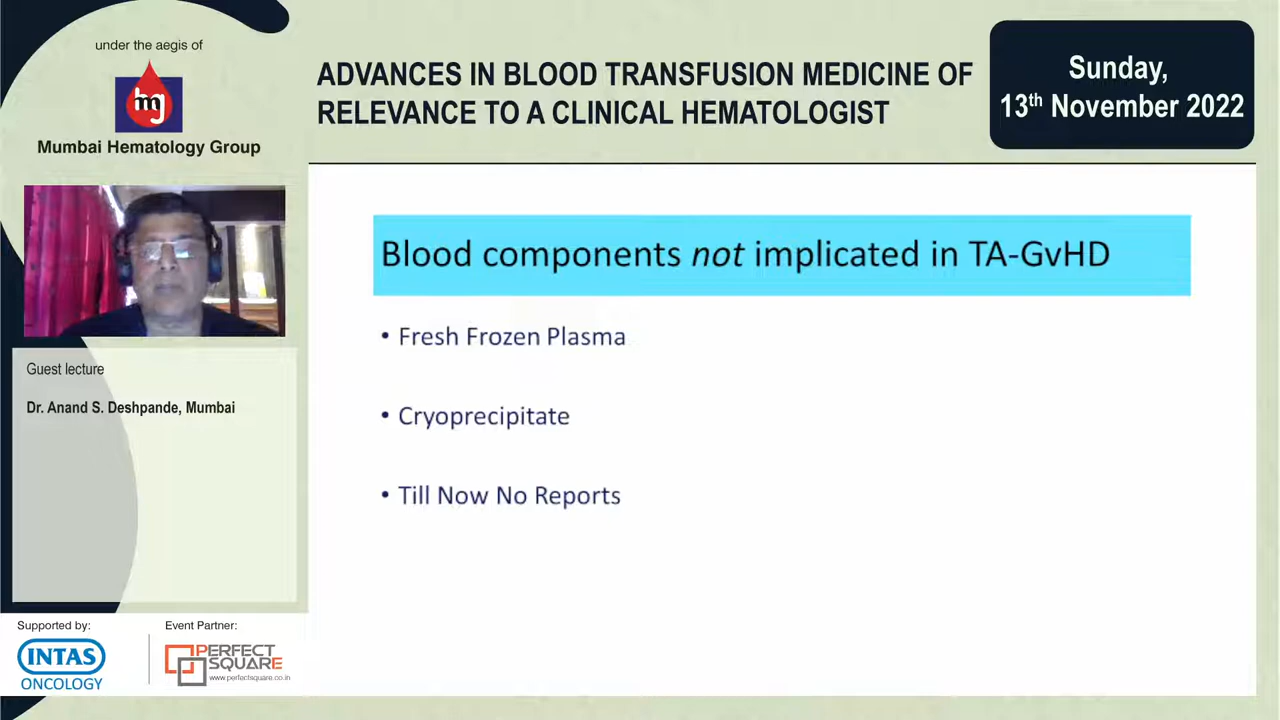 under the aegis of
mg
Mumbai Hematology Group
ADVANCES IN BLOOD TRANSFUSION MEDICINE OF
RELEVANCE TO A CLINICAL HEMATOLOGIST
Sunday,
13th November 2022
Guest lecture
Dr. Anand S. Deshpande, Mumbai
Blood components not implicated in TA-GvHD
• Fresh Frozen Plasma
• Cryoprecipitate
• Till Now No Reports
Supported by:
INTAS
ONCOLOGY
Event Partner:
PERFECT
SQUARE
www.perfectsquare.co.in